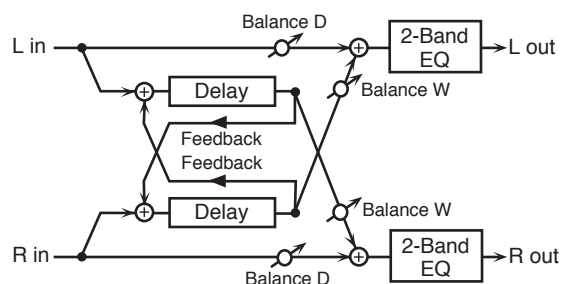 Balance D
L in
2-Band
EQ
L out
Delay
Balance W
Feedback
Feedback
Delay
Balance W
R in
2-Band
EQ
R out
Balance D